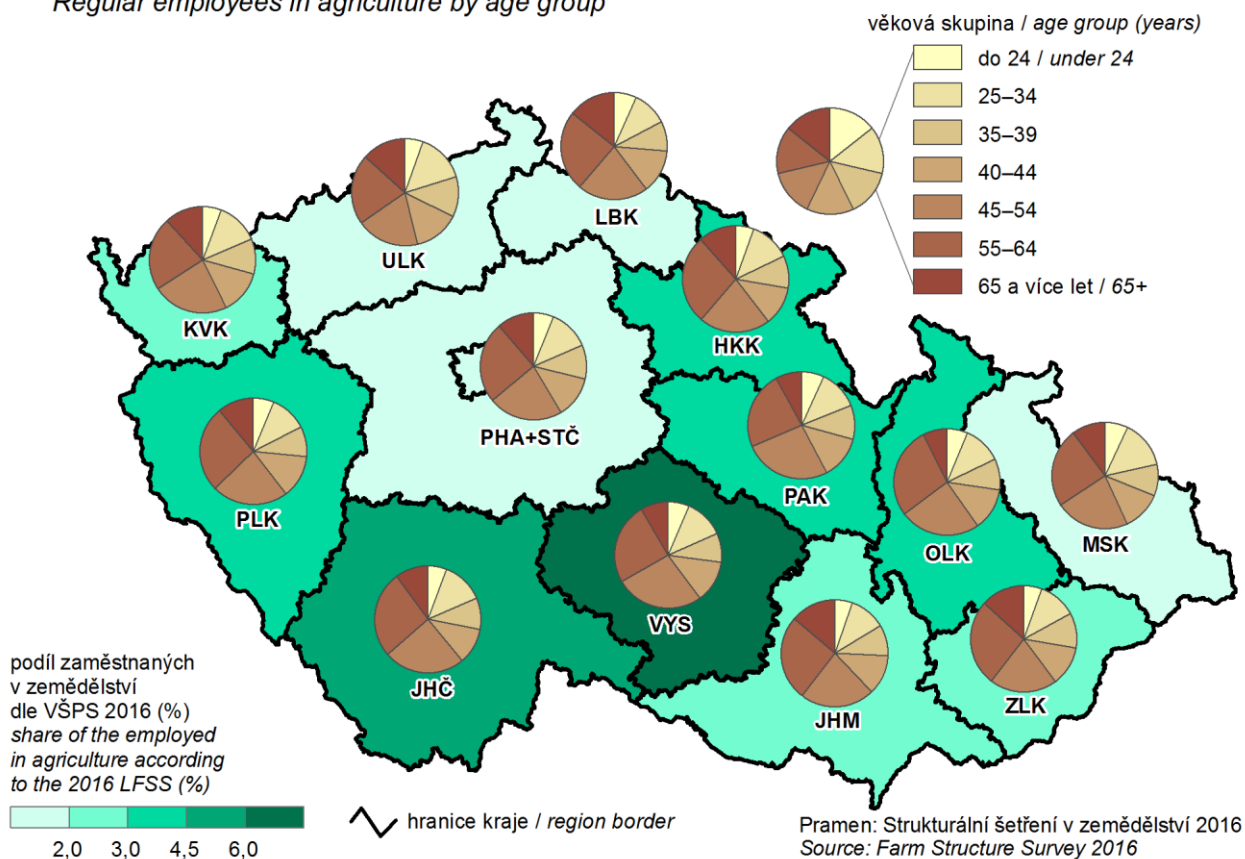 Regular employees in agriculture by age group
věková skupina / age group (years)
do 24 / under 24
25–34
35–39
40–44
45–54
55–64
65 a více let / 65+
LBK
ULK
KVK
HKK
PHA+STČ
PLK
PAK
OLK
MSK
VYS
JHČ
JHM
ZLK
podíl zaměstnaných
v zemědělství
dle VŠPS 2016 (%)
share of the employed
in agriculture according
to the 2016 LFSS (%)
2,0 3,0 4,5 6,0
hranice kraje / region border
Pramen: Strukturální šetření v zemědělství 2016
Source: Farm Structure Survey 2016